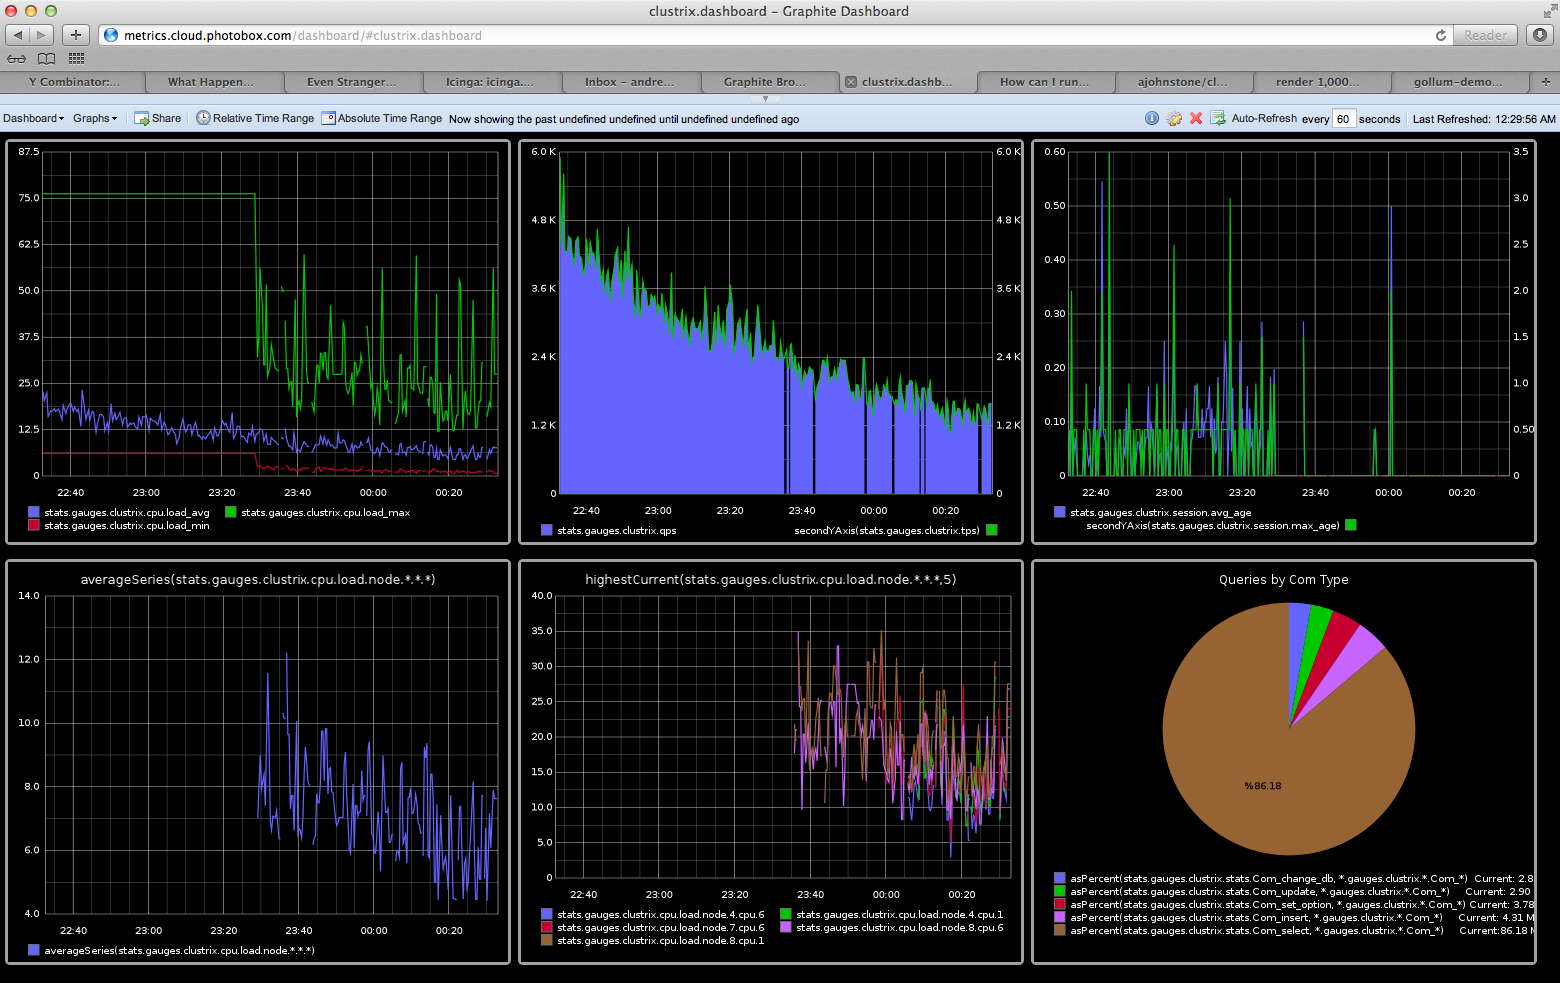 clustrix.dashboard – Graphite Dashboard
metrics.cloud.photobox.com/dashboard/#clustrix.dashboard
Reader
Y Combinator:...
What Happen...
Even Stranger...
Icinga: icinga....
Inbox – andre...
Graphite Bro...
clustrix.dashb...
How can I run...
ajohnstone/cl...
render 1,000...
gollum-demo...
Dashboard Graphs Share Relative Time Range Absolute Time Range Now showing the past undefined undefined until undefined undefined ago
Auto-Refresh every 60 seconds Last Refreshed: 12:29:56 AM
87.5
75.0
62.5
50.0
37.5
25.0
12.5
0
22:40 23:00 23:20 23:40 00:00 00:20
stats.gauges.clustrix.cpu.load_avg stats.gauges.clustrix.cpu.load_max
stats.gauges.clustrix.cpu.load_min
6.0 K 6.0 K
4.8 K 4.8 K
3.6 K 3.6 K
2.4 K 2.4 K
1.2 K 1.2 K
0 0
22:40 23:00 23:20 23:40 00:00 00:20
stats.gauges.clustrix.qps secondYAxis(stats.gauges.clustrix.tps)
0.60 3.5
0.50 3.0
2.5
0.40 2.0
0.30 1.5
0.20 1.0
0.10 0.50
0 0
22:40 23:00 23:20 23:40 00:00 00:20
stats.gauges.clustrix.session.avg_age
secondYAxis(stats.gauges.clustrix.session.max_age)
averageSeries(stats.gauges.clustrix.cpu.load.node.*.*.*)
14.0
12.0
10.0
8.0
6.0
4.0
22:40 23:00 23:20 23:40 00:00 00:20
averageSeries(stats.gauges.clustrix.cpu.load.node.*.*.*)
highestCurrent(stats.gauges.clustrix.cpu.load.node.*.*.*,5)
40.0
35.0
30.0
25.0
20.0
15.0
10.0
5.0
0
22:40 23:00 23:20 23:40 00:00 00:20
stats.gauges.clustrix.cpu.load.node.4.cpu.6 stats.gauges.clustrix.cpu.load.node.4.cpu.1
stats.gauges.clustrix.cpu.load.node.7.cpu.6 stats.gauges.clustrix.cpu.load.node.8.cpu.6
stats.gauges.clustrix.cpu.load.node.8.cpu.1
Queries by Com Type
%86.18
asPercent(stats.gauges.clustrix.stats.Com_change_db, *.gauges.clustrix.*.Com_*) Current: 2.8
asPercent(stats.gauges.clustrix.stats.Com_update, *.gauges.clustrix.*.Com_*) Current: 2.90
asPercent(stats.gauges.clustrix.stats.Com_set_option, *.gauges.clustrix.*.Com_*) Current: 3.78
asPercent(stats.gauges.clustrix.stats.Com_insert, *.gauges.clustrix.*.Com_*) Current: 4.31 M
asPercent(stats.gauges.clustrix.stats.Com_select, *.gauges.clustrix.*.Com_*) Current:86.18 M